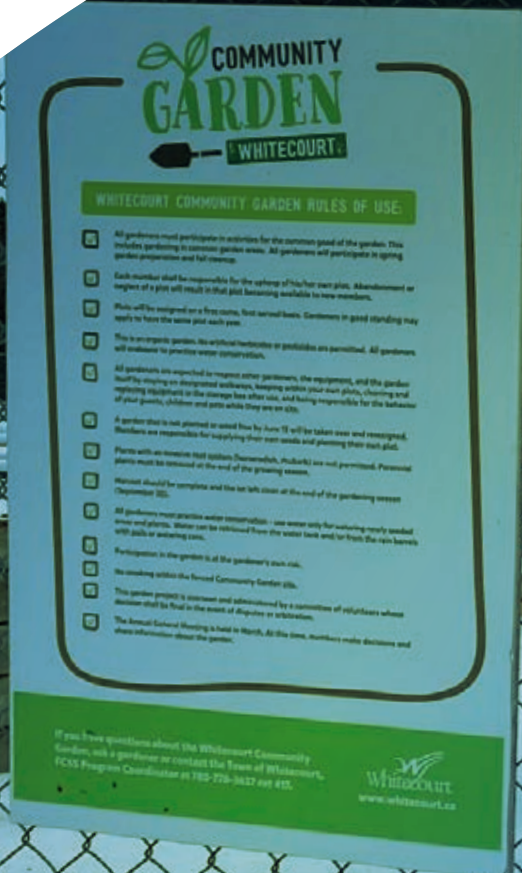 COMMUNITY
GARDEN
WHITECOURT
WHITECOURT COMMUNITY GARDEN RULES OF USE:
All gardeners must participate in activities for the common good of the garden. This
includes gardening in common garden areas. All gardeners will participate in spring
garden preparation and fall cleanup.
Each member shall be responsible for the upkeep of his/her own plot. Abandonment or
neglect of a plot will result in that plot becoming available to new members.
Plots will be assigned on a first come, first served basis. Gardeners in good standing may
apply to have the same plot each year.
This is an organic garden. No artificial herbicides or pesticides are permitted. All gardeners
will endeavor to practice water conservation.
All gardeners are expected to respect other gardeners, the equipment, and the garden
itself by staying on designated walkways, keeping within your own plots, cleaning and
replacing equipment in the storage box after use, and being responsible for the behavior
of your guests, children and pets while they are on site.
A garden that is not planted or weed free by June 15 will be taken over and reassigned.
Members are responsible for supplying their own seeds and planting their own plot.
Plants with an invasive root system (horseradish, rhubarb) are not permitted. Perennial
plants must be removed at the end of the growing season.
Harvest should be complete and the lot left clean at the end of the gardening season
(September 30).
All gardeners must practice water conservation - use water only for watering newly seeded
areas and plants. Water can be retrieved from the water tank and/or from the rain barrels
with pails or watering cans.
Participation in the garden is at the gardener's own risk.
No smoking within the fenced Community Garden site.
This garden project is overseen and administered by a committee of volunteers whose
decision shall be final in the event of disputes or arbitration.
The Annual General Meeting is held in March. At this time, members make decisions and
share information about the garden.
If you have questions about the Whitecourt Community
Garden, ask a gardener or contact the Town of Whitecourt,
FCSS Program Coordinator at 780-778-3637 ext 415.
Whitecourt
www.whitecourt.ca